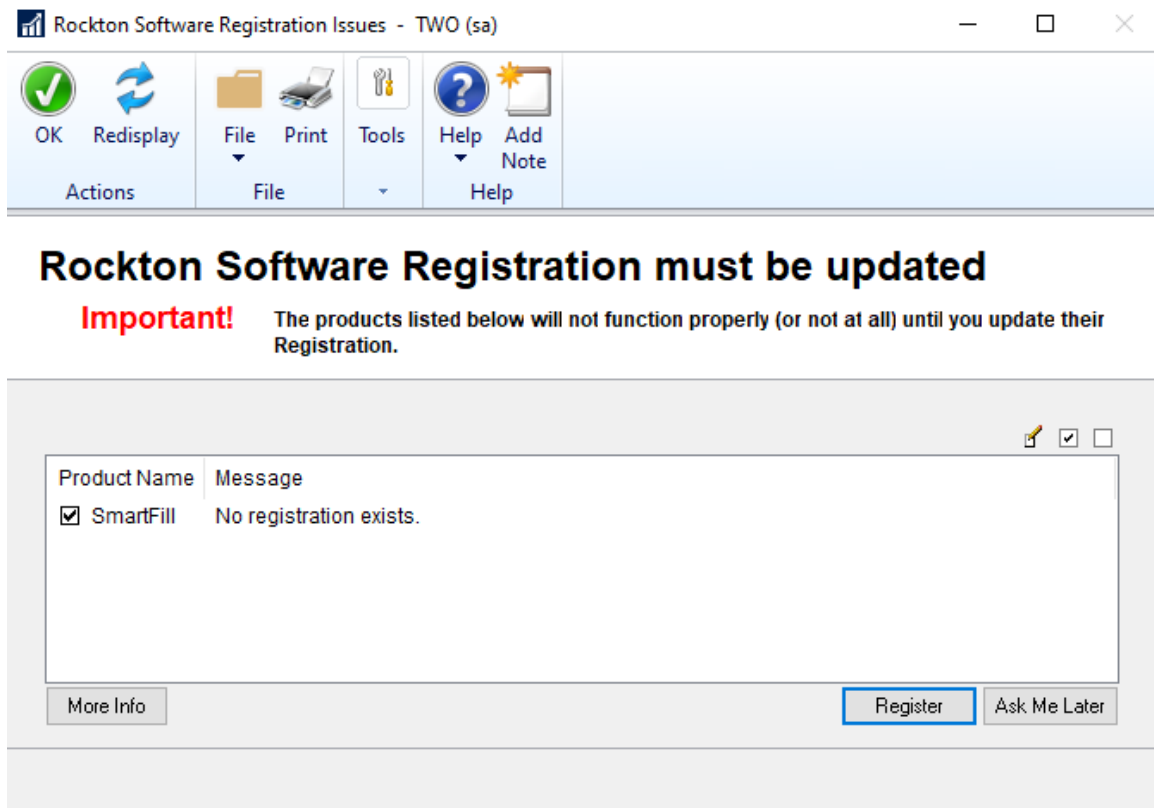 Rockton Software Registration Issues - TWO (sa)
OK Redisplay File Print Tools Help Add Note
Actions File Help
Rockton Software Registration must be updated
Important! The products listed below will not function properly (or not at all) until you update their
Registration.
Product Name Message
SmartFill No registration exists.
More Info Register Ask Me Later